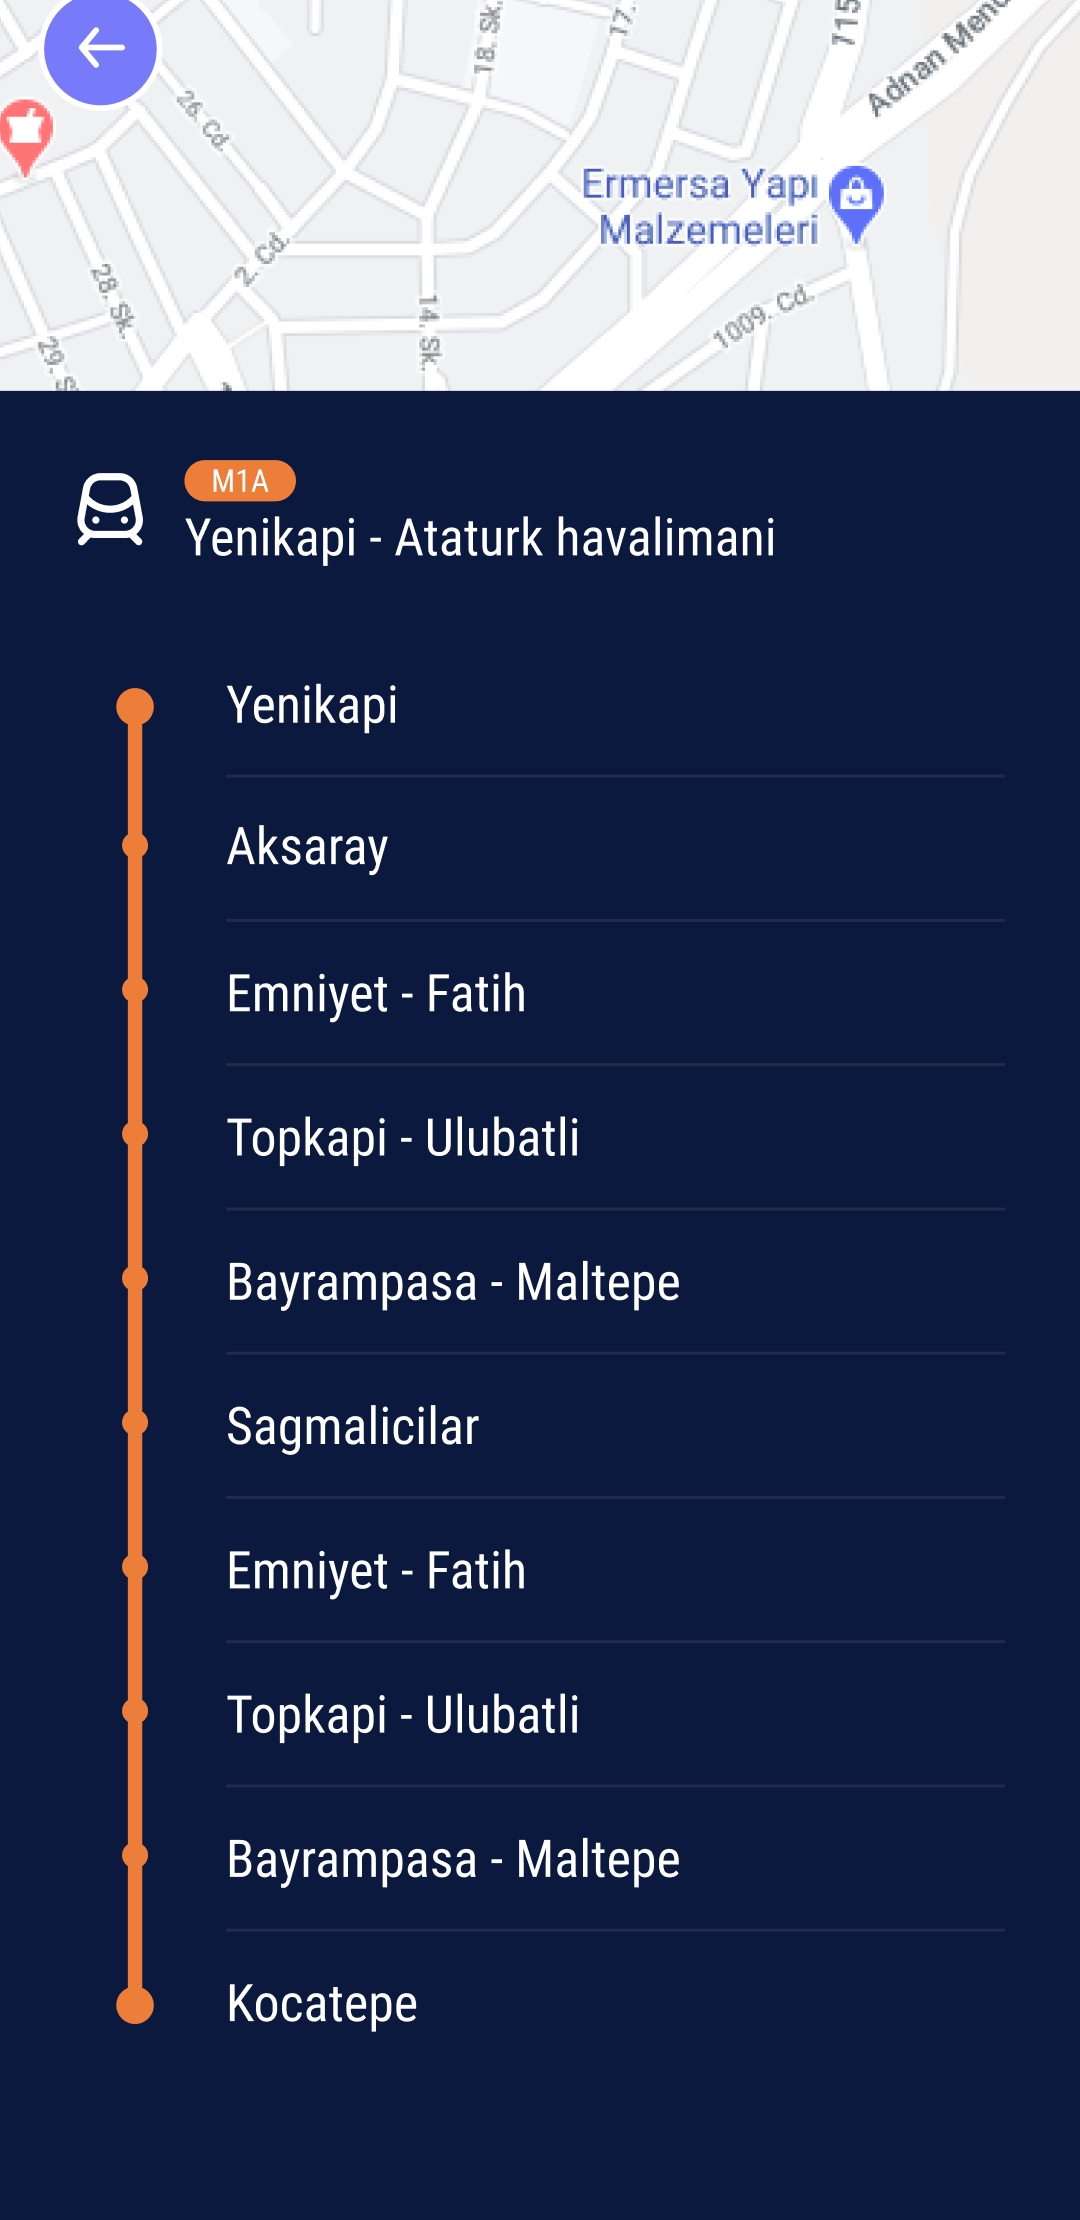 18. Sk.
17.
115
Adnan Mend
26. Cd.
Ermersa Yapı
Malzemeleri
2. Cd.
28. Sk.
14. Sk.
1009. Cd.
29. S
M1A
Yenikapi - Ataturk havalimani
Yenikapi
Aksaray
Emniyet - Fatih
Topkapi - Ulubatli
Bayrampasa - Maltepe
Sagmalicilar
Emniyet - Fatih
Topkapi - Ulubatli
Bayrampasa - Maltepe
Kocatepe